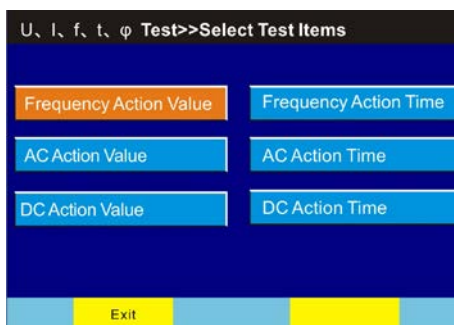 U、I、f、t、φ Test>>Select Test Items
Frequency Action Value
Frequency Action Time
AC Action Value
AC Action Time
DC Action Value
DC Action Time
Exit